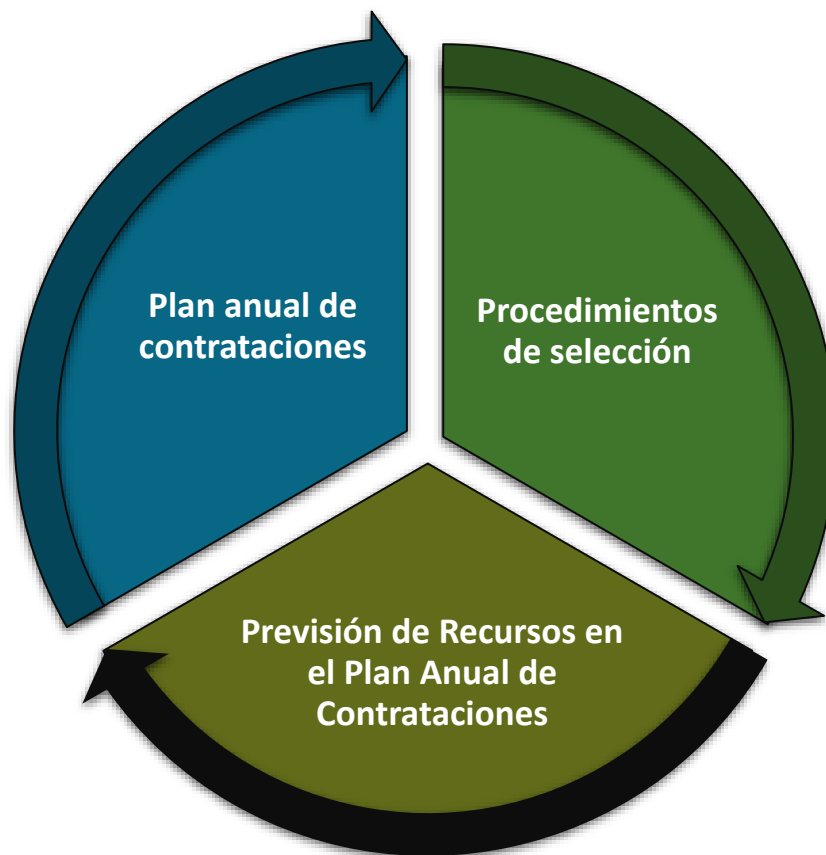 Plan anual de
contrataciones
Procedimientos
de selección
Previsión de Recursos en
el Plan Anual de
Contrataciones